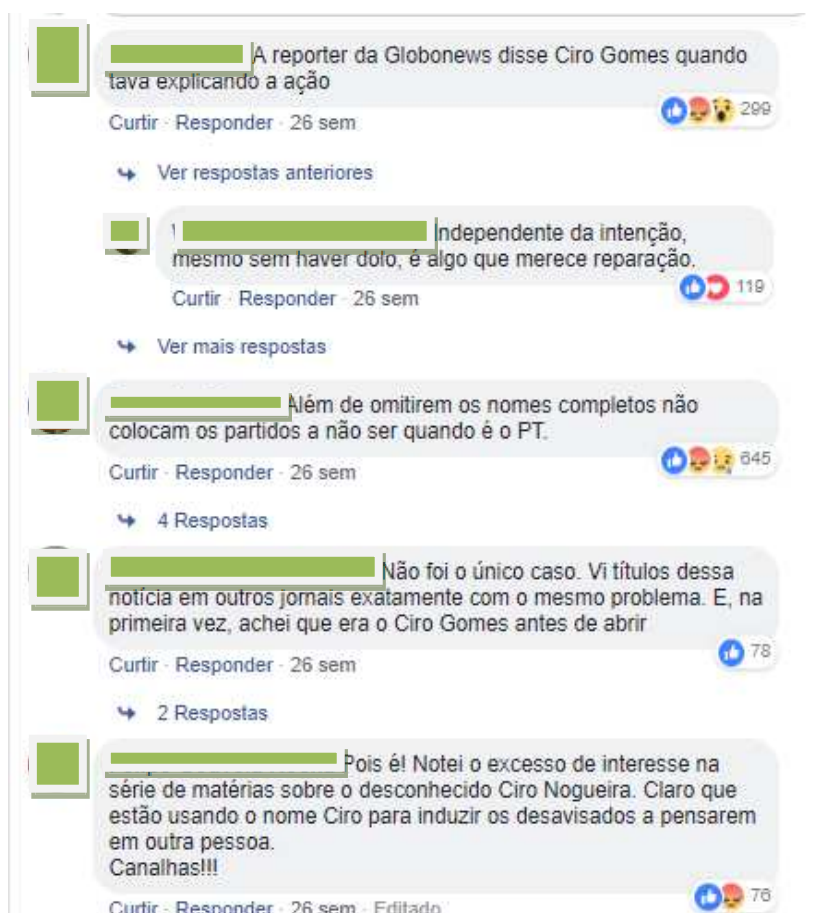 A reporter da Globonews disse Ciro Gomes quando
tava explicando a ação
299
Curtir · Responder · 26 sem
Ver respostas anteriores
Independente da intenção,
mesmo sem haver dolo, é algo que merece reparação.
119
Curtir · Responder · 26 sem
Ver mais respostas
Além de omitirem os nomes completos não
colocam os partidos a não ser quando é o PT.
645
Curtir · Responder · 26 sem
4 Respostas
Não foi o único caso. Vi títulos dessa
notícia em outros jornais exatamente com o mesmo problema. E, na
primeira vez, achei que era o Ciro Gomes antes de abrir
78
Curtir · Responder · 26 sem
2 Respostas
Pois é! Notei o excesso de interesse na
série de matérias sobre o desconhecido Ciro Nogueira. Claro que
estão usando o nome Ciro para induzir os desavisados a pensarem
em outra pessoa.
Canalhas!!!
76
Curtir · Responder · 26 sem · Editado